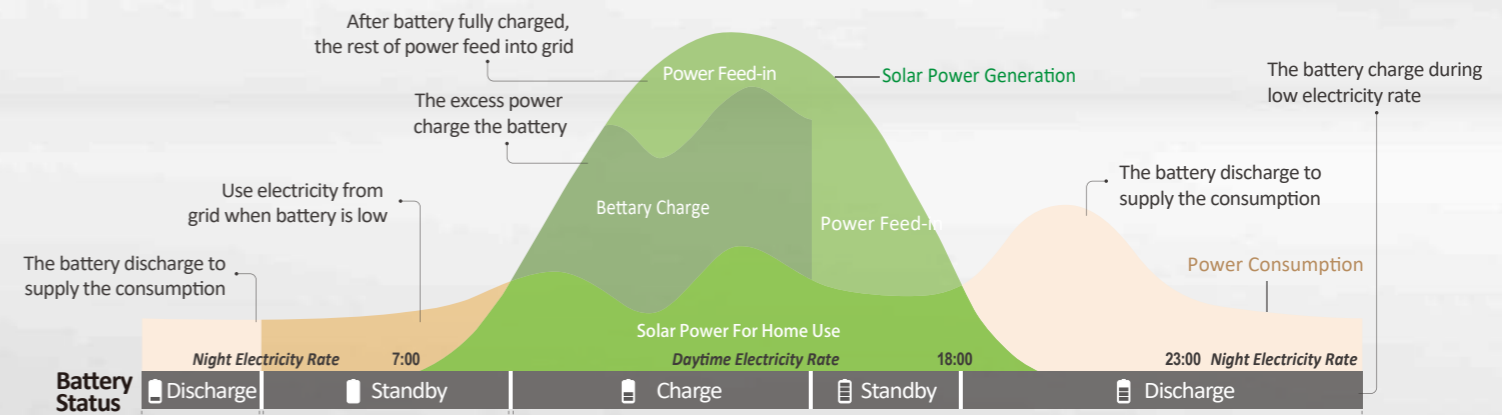 After battery fully charged,
the rest of power feed into grid
Power Feed-in
Solar Power Generation
The battery charge during
low electricity rate
The excess power
charge the battery
Use electricity from
grid when battery is low
Bettary Charge
Power Feed-in
The battery discharge to
supply the consumption
The battery discharge to
supply the consumption
Power Consumption
Solar Power For Home Use
Night Electricity Rate 7:00 Daytime Electricity Rate 18:00 23:00 Night Electricity Rate
Battery
Status
Discharge Standby Charge Standby Discharge